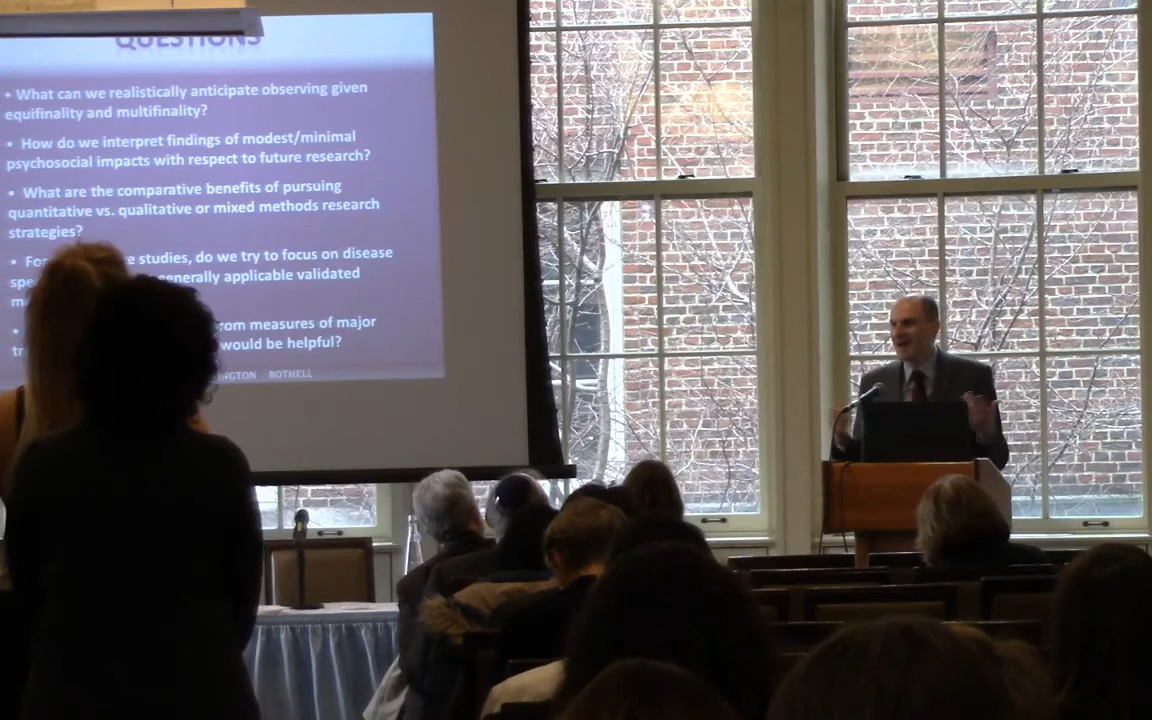 QUESTIONS
• What can we realistically anticipate observing given
equifinality and multifinality?
• How do we interpret findings of modest/minimal
psychosocial impacts with respect to future research?
• What are the comparative benefits of pursuing
quantitative vs. qualitative or mixed methods research
strategies?
• For studies, do we try to focus on disease
generally applicable validated
•
from measures of major
would be helpful?
BOTHELL